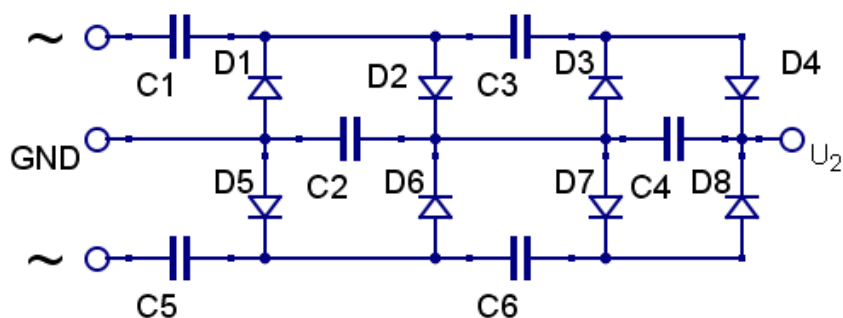 ~ C1 D1 D2 C3 D3 D4
GND C2 C4 U₂
D5 D6 D7 D8
~ C5 C6